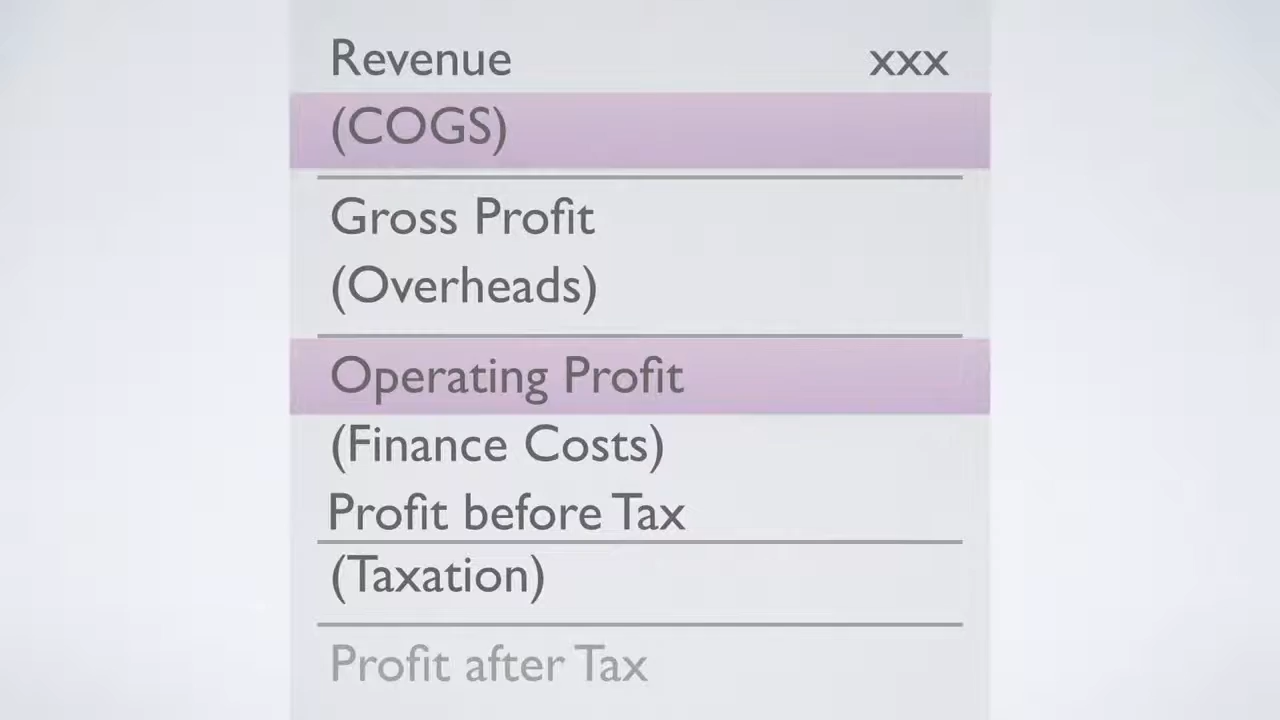 Revenue xxx
(COGS)
Gross Profit
(Overheads)
Operating Profit
(Finance Costs)
Profit before Tax
(Taxation)
Profit after Tax